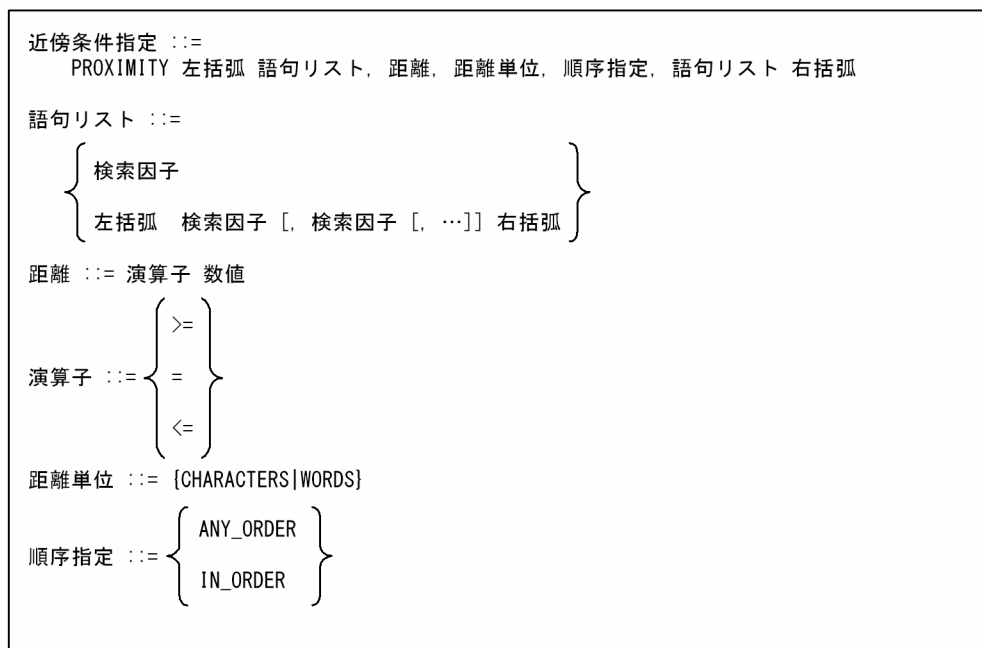 近傍条件指定 ::=
PROXIMITY 左括弧 語句リスト, 距離, 距離単位, 順序指定, 語句リスト 右括弧
語句リスト ::=
検索因子
左括弧 検索因子 [, 検索因子 [, …]] 右括弧
距離 ::= 演算子 数値
>=
演算子 ::= =
<=
距離単位 ::= {CHARACTERS|WORDS}
ANY_ORDER
順序指定 ::=
IN_ORDER